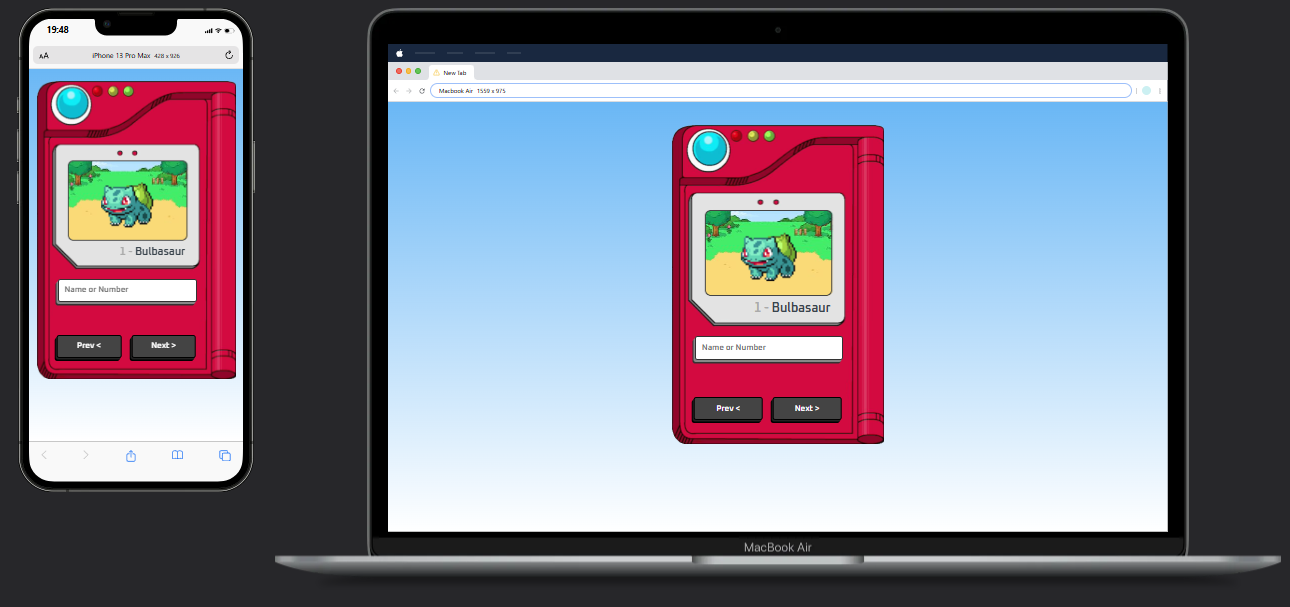 19:48
AA
iPhone 13 Pro Max 428 x 926
1 - Bulbasaur
Name or Number
Prev <
Next >
New Tab
Macbook Air 1559 x 975
1 - Bulbasaur
Name or Number
Prev <
Next >
MacBook Air